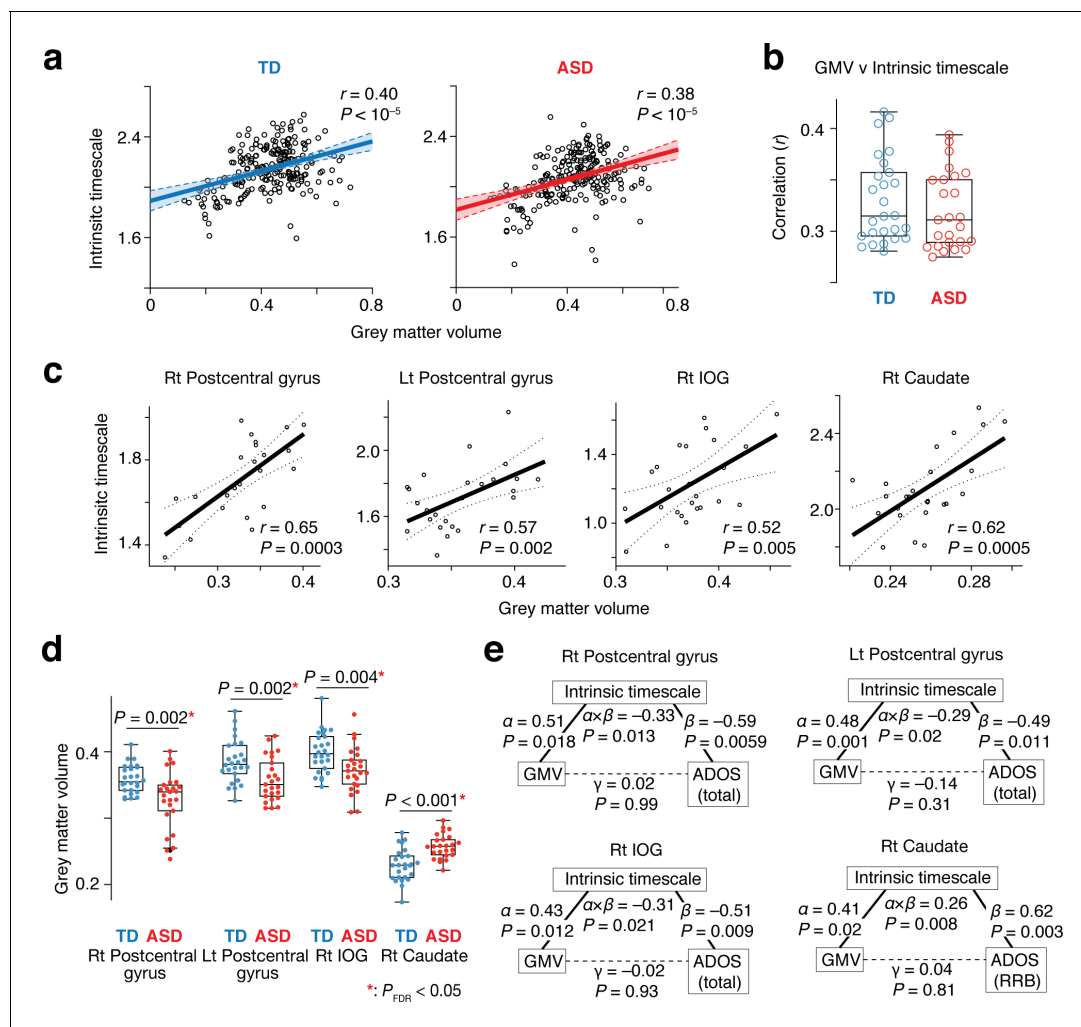 a
TD
ASD
b
GMV v Intrinsic timescale
r = 0.40
P < 10⁻⁵
r = 0.38
P < 10⁻⁵
Intrinsitc timescale
2.4
2.0
1.6
2.4
2.0
1.6
0
0.4
0.8
0
0.4
0.8
Grey matter volume
Correlation (r)
0.4
0.3
TD
ASD
c
Rt Postcentral gyrus
Lt Postcentral gyrus
Rt IOG
Rt Caudate
Intrinsitc timescale
1.8
1.4
2.0
1.6
1.4
1.0
2.4
2.0
r = 0.65
P = 0.0003
r = 0.57
P = 0.002
r = 0.52
P = 0.005
r = 0.62
P = 0.0005
0.3
0.4
0.3
0.4
0.3
0.4
0.24
0.28
Grey matter volume
d
P = 0.002*
P = 0.002*
P = 0.004*
P < 0.001*
Grey matter volume
0.4
0.2
TD ASD
TD ASD
TD ASD
TD ASD
Rt Postcentral
gyrus
Lt Postcentral
gyrus
Rt IOG
Rt Caudate
*: P FDR < 0.05
e
Rt Postcentral gyrus
Intrinsic timescale
α = 0.51
P = 0.018
α×β = −0.33
P = 0.013
β = −0.59
P = 0.0059
GMV
ADOS
(total)
γ = 0.02
P = 0.99
Lt Postcentral gyrus
Intrinsic timescale
α = 0.48
P = 0.001
α×β = −0.29
P = 0.02
β = −0.49
P = 0.011
GMV
ADOS
(total)
γ = −0.14
P = 0.31
Rt IOG
Intrinsic timescale
α = 0.43
P = 0.012
α×β = −0.31
P = 0.021
β = −0.51
P = 0.009
GMV
ADOS
(total)
γ = −0.02
P = 0.93
Rt Caudate
Intrinsic timescale
α = 0.41
P = 0.02
α×β = 0.26
P = 0.008
β = 0.62
P = 0.003
GMV
ADOS
(RRB)
γ = 0.04
P = 0.81